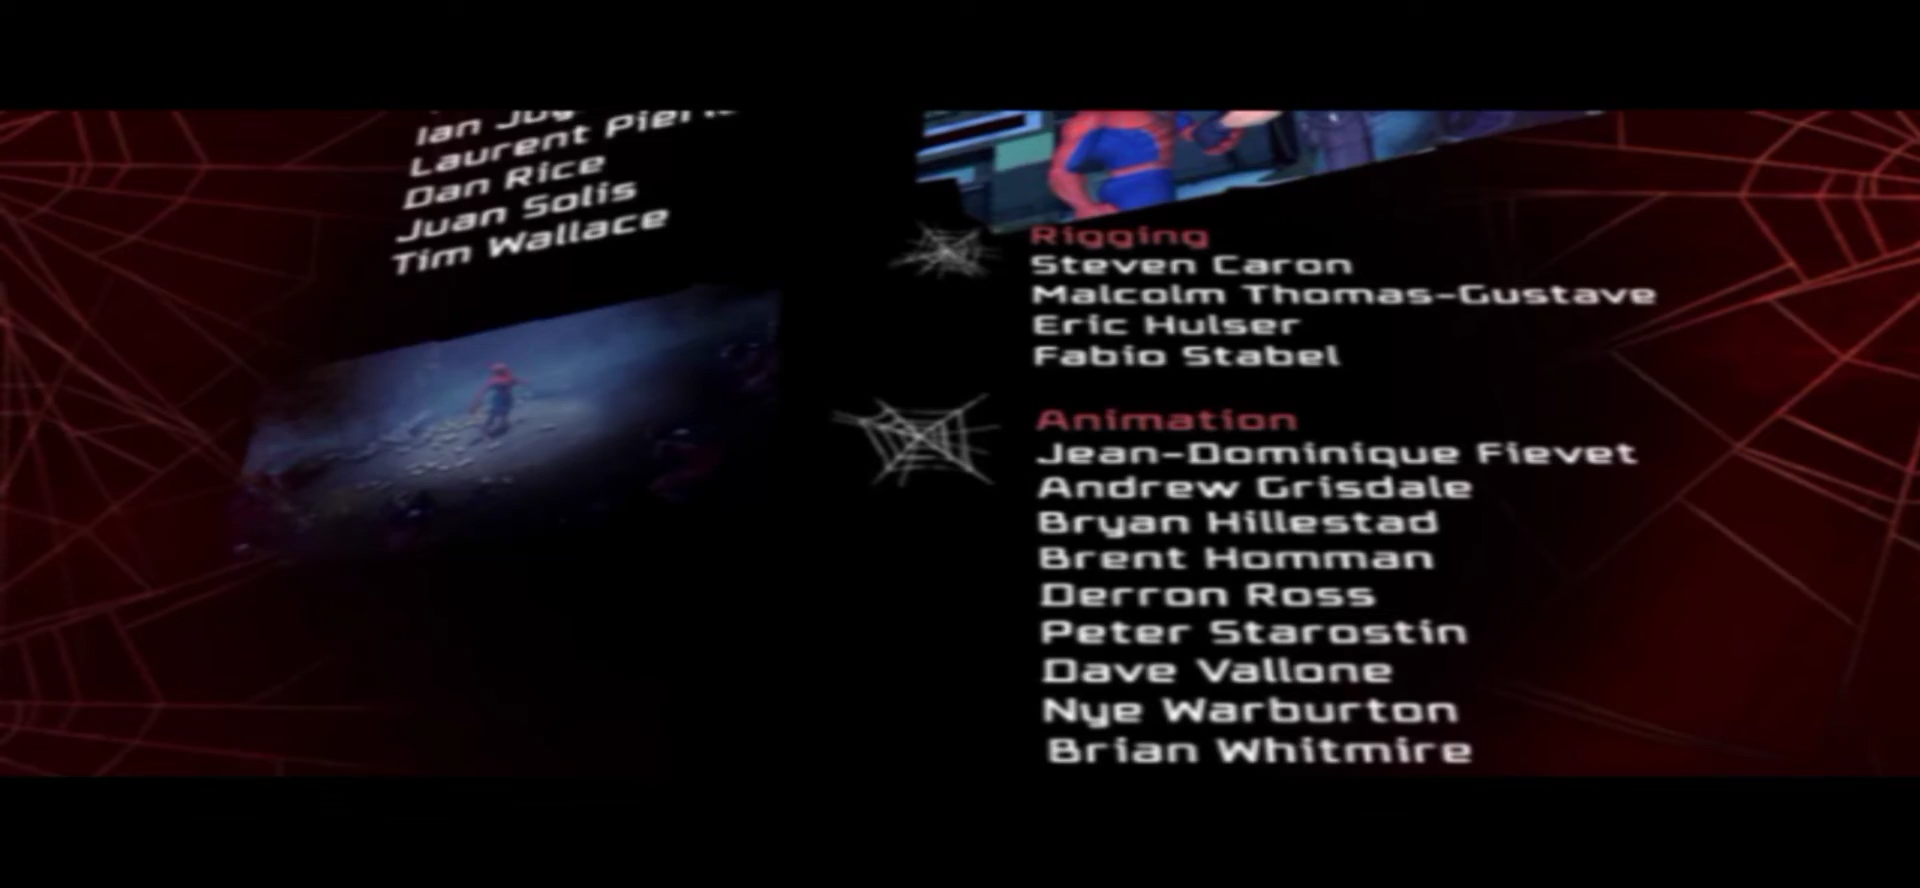 Ian
Laurent
Dan Rice
Juan Solis
Tim Wallace
Rigging
Steven Caron
Malcolm Thomas-Gustave
Eric Hulser
Fabio Stabel
Animation
Jean-Dominique Fievet
Andrew Grisdale
Bryan Hillestad
Brent Homman
Derron Ross
Peter Starostin
Dave Vallone
Nye Warburton
Brian Whitmire